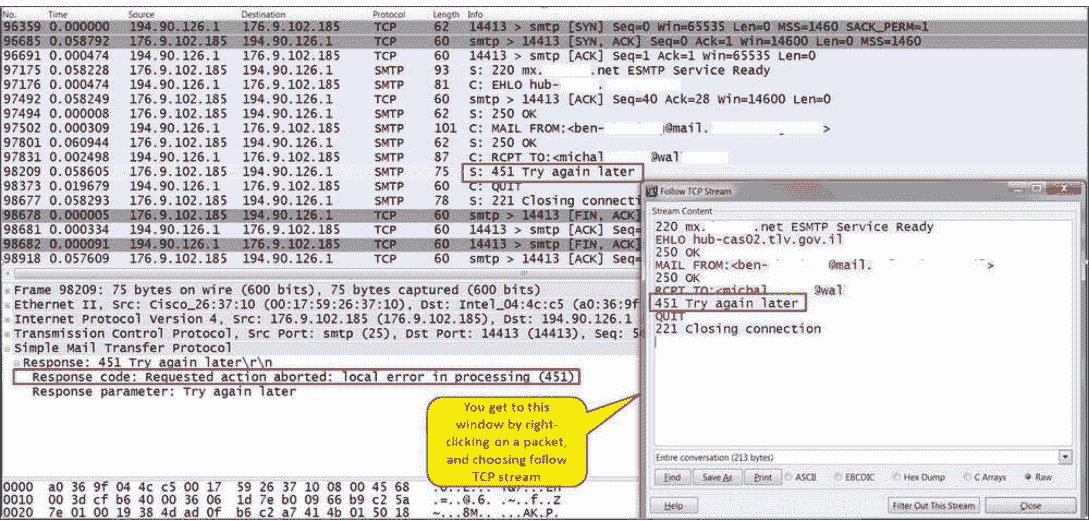 No. Time Source Destination Protocol Length Info
96359 0.000000 194.90.126.1 176.9.102.185 TCP 62 14413 > smtp [SYN] Seq=0 Win=65535 Len=0 MSS=1460 SACK_PERM=1
96685 0.058792 176.9.102.185 194.90.126.1 TCP 60 smtp > 14413 [SYN, ACK] Seq=0 Ack=1 Win=14600 Len=0 MSS=1460
96691 0.000474 194.90.126.1 176.9.102.185 TCP 60 14413 > smtp [ACK] Seq=1 Ack=1 Win=65535 Len=0
97175 0.058228 176.9.102.185 194.90.126.1 SMTP 93 S: 220 mx. .net ESMTP Service Ready
97176 0.000474 194.90.126.1 176.9.102.185 SMTP 81 C: EHLO hub- .
97492 0.058249 176.9.102.185 194.90.126.1 TCP 60 smtp > 14413 [ACK] Seq=40 Ack=28 Win=14600 Len=0
97494 0.000008 176.9.102.185 194.90.126.1 SMTP 62 S: 250 OK
97502 0.000309 194.90.126.1 176.9.102.185 SMTP 101 C: MAIL FROM:<ben- @mail. >
97801 0.060944 176.9.102.185 194.90.126.1 SMTP 62 S: 250 OK
97831 0.002498 194.90.126.1 176.9.102.185 SMTP 87 C: RCPT TO:<michal @wal
98209 0.058605 176.9.102.185 194.90.126.1 SMTP 75 S: 451 Try again later
98373 0.019679 194.90.126.1 176.9.102.185 SMTP 60 C: QUIT
98677 0.058293 176.9.102.185 194.90.126.1 SMTP 78 S: 221 Closing connecti
98678 0.000005 176.9.102.185 194.90.126.1 TCP 60 smtp > 14413 [FIN, ACK]
98681 0.000334 194.90.126.1 176.9.102.185 TCP 60 14413 > smtp [ACK] Seq=
98682 0.000091 194.90.126.1 176.9.102.185 TCP 60 14413 > smtp [FIN, ACK]
98918 0.057609 176.9.102.185 194.90.126.1 TCP 60 smtp > 14413 [ACK] Seq=
Frame 98209: 75 bytes on wire (600 bits), 75 bytes captured (600 bits)
Ethernet II, Src: Cisco_26:37:10 (00:17:59:26:37:10), Dst: Intel_04:4c:c5 (a0:36:9f
Internet Protocol Version 4, Src: 176.9.102.185 (176.9.102.185), Dst: 194.90.126.1
Transmission Control Protocol, Src Port: smtp (25), Dst Port: 14413 (14413), Seq: 5
Simple Mail Transfer Protocol
Response: 451 Try again later\r\n
Response code: Requested action aborted: local error in processing (451)
Response parameter: Try again later
0000 a0 36 9f 04 4c c5 00 17 59 26 37 10 08 00 45 68
0010 00 3d cf b6 40 00 36 06 1d 7e b0 09 66 b9 c2 5a .=..@.6. .~..f..Z
0020 7e 01 00 19 38 4d ad 0f b6 c2 a7 41 4b 01 50 18 ~...8M.. ...AK.P.
You get to this
window by right-
clicking on a packet,
and choosing follow
TCP stream
Follow TCP Stream
Stream Content
220 mx. .net ESMTP Service Ready
EHLO hub-cas02.tlv.gov.il
250 OK
MAIL FROM:<ben- @mail. >
250 OK
RCPT TO:<michal @wal
451 Try again later
QUIT
221 Closing connection
Entire conversation (213 bytes)
Find Save As Print ASCII EBCDIC Hex Dump C Arrays Raw
Help Filter Out This Stream Close